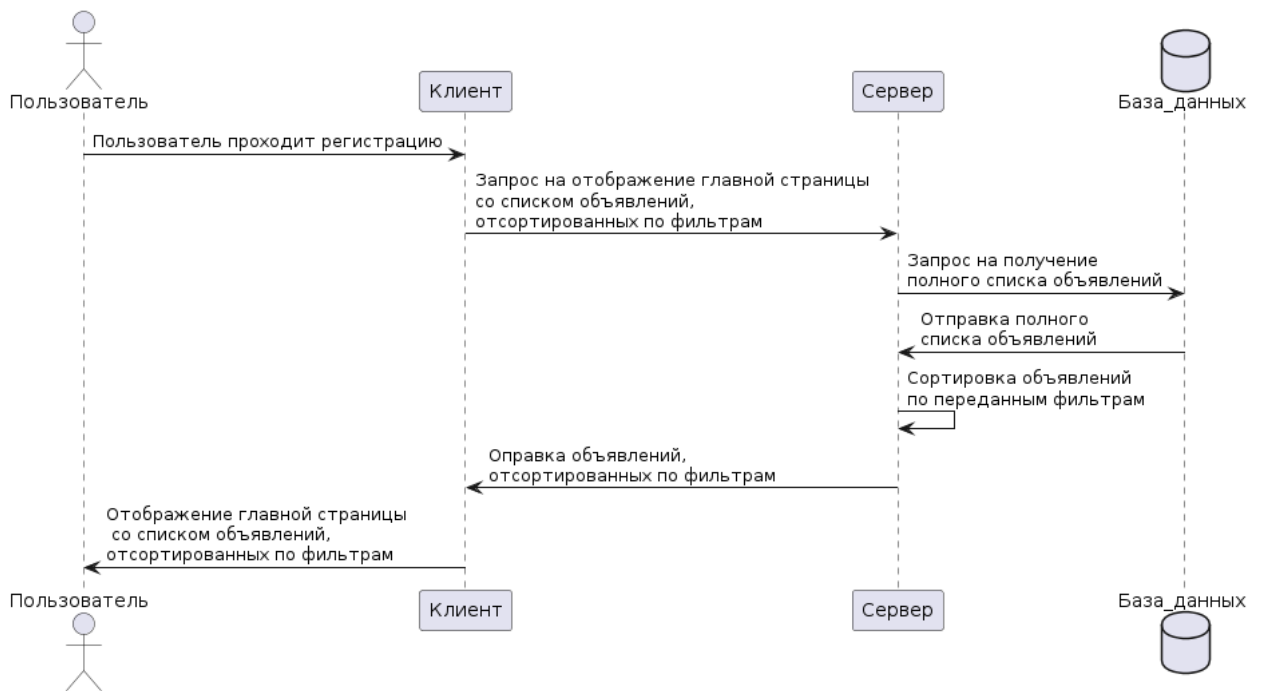 Пользователь
Клиент
Сервер
База_данных
Пользователь проходит регистрацию
Запрос на отображение главной страницы
со списком объявлений,
отсортированных по фильтрам
Запрос на получение
полного списка объявлений
Отправка полного
списка объявлений
Сортировка объявлений
по переданным фильтрам
Оправка объявлений,
отсортированных по фильтрам
Отображение главной страницы
со списком объявлений,
отсортированных по фильтрам
Пользователь
Клиент
Сервер
База_данных